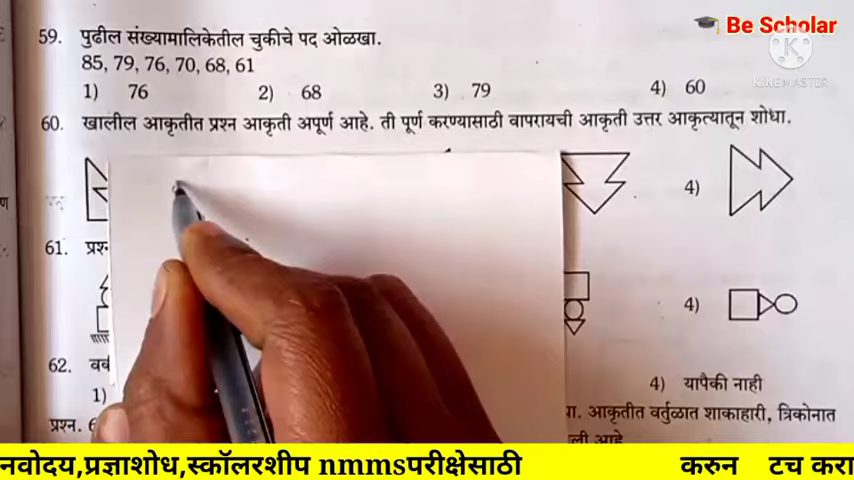 Be Scholar
KINEMASTER
59. पुढील संख्यामालिकेतील चुकीचे पद ओळखा.
85, 79, 76, 70, 68, 61
1) 76 2) 68 3) 79 4) 60
60. खालील आकृतीत प्रश्न आकृती अपूर्ण आहे. ती पूर्ण करण्यासाठी वापरायची आकृती उत्तर आकृत्यातून शोधा.
4)
61.
4)
62.
1) 4) यापैकी नाही
प्रश्न. आकृतीत वर्तुळात शाकाहारी, त्रिकोनात
आहे
नवोदय,प्रज्ञाशोध,स्कॉलरशीप nmmsपरीक्षेसाठी करुन टच करा